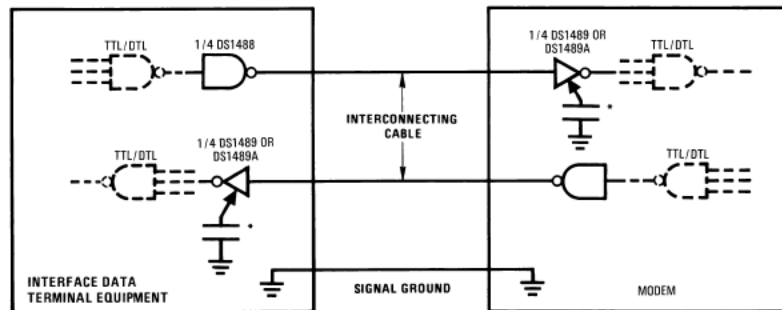 TTL/DTL
1/4 DS1488
1/4 DS1489 OR
DS1489A
TTL/DTL
*
INTERCONNECTING
CABLE
1/4 DS1489 OR
DS1489A
TTL/DTL
TTL/DTL
*
INTERFACE DATA
TERMINAL EQUIPMENT
SIGNAL GROUND
MODEM